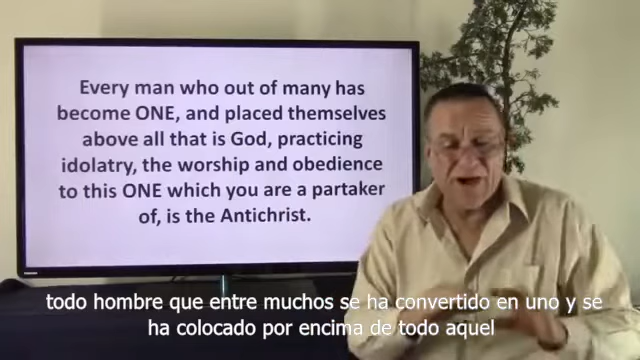 Every man who out of many has
become ONE, and placed themselves
above all that is God, practicing
idolatry, the worship and obedience
to this ONE which you are a partaker
of, is the Antichrist.
todo hombre que entre muchos se ha convertido en uno y se
ha colocado por encima de todo aquel